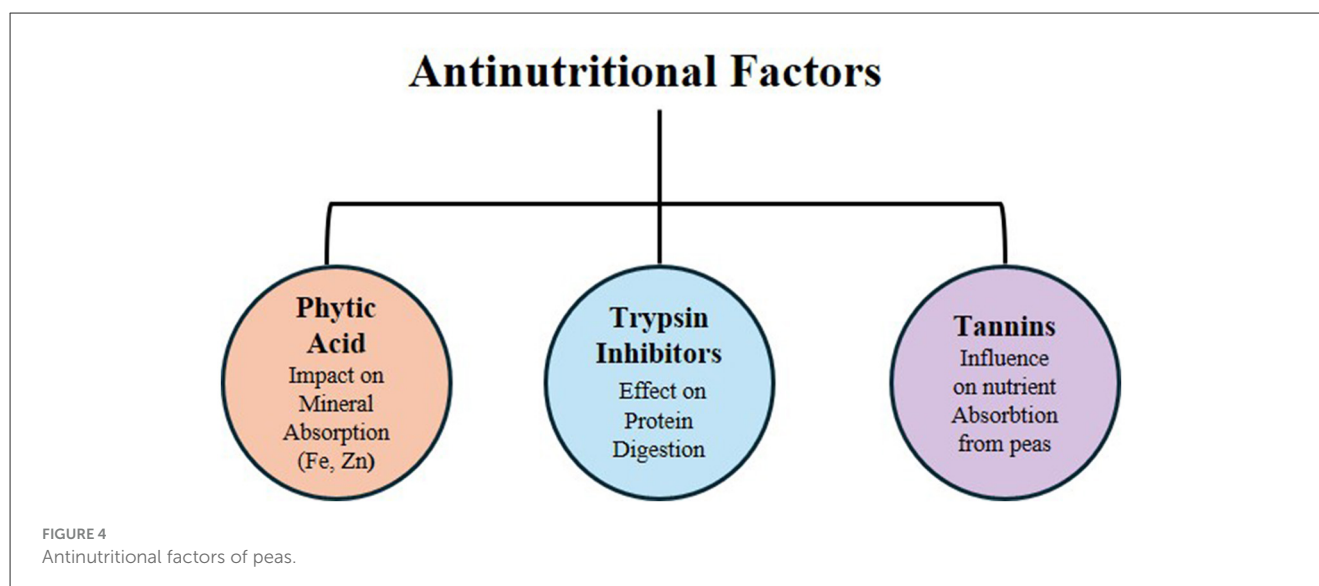 Antinutritional Factors
Phytic
Acid
Impact on
Mineral
Absorption
(Fe, Zn)
Trypsin
Inhibitors
Effect on
Protein
Digestion
Tannins
Influence
on nutrient
Absorbtion
from peas
FIGURE 4
Antinutritional factors of peas.